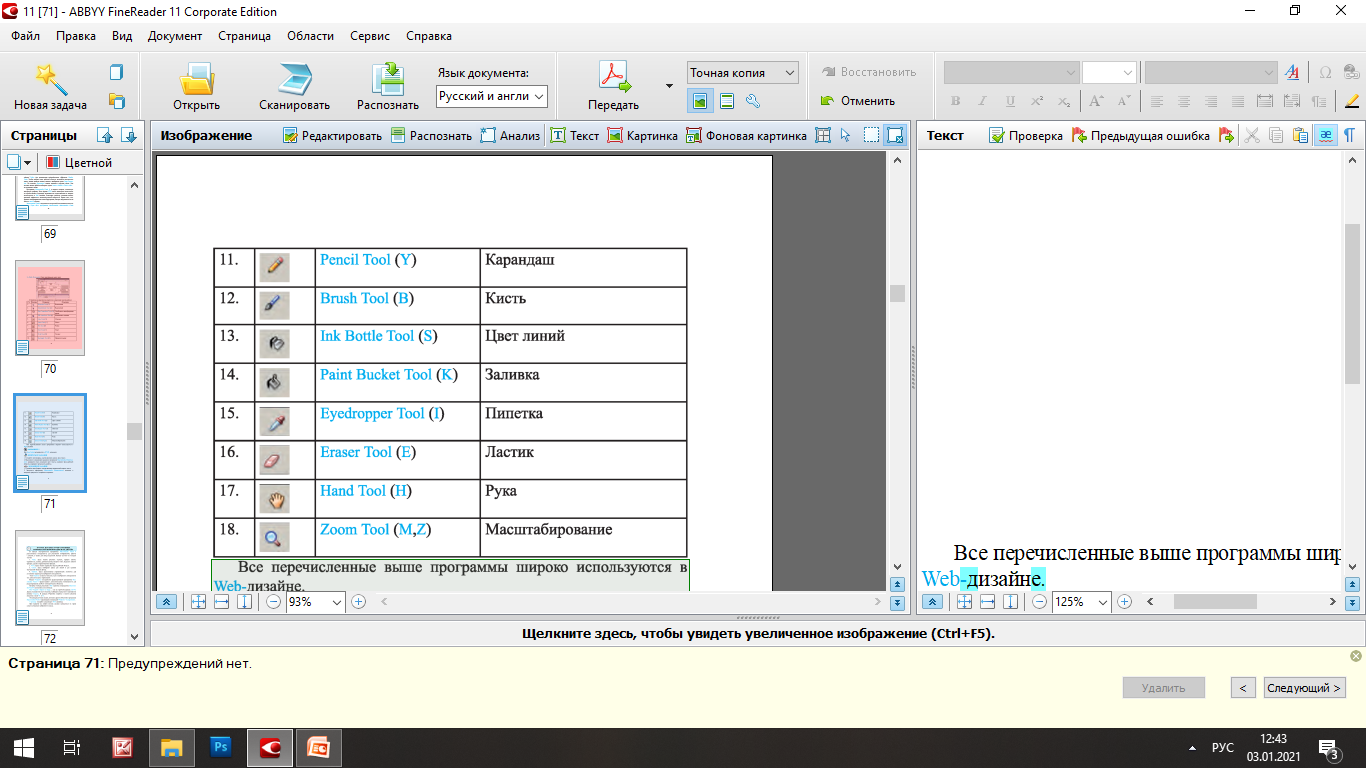 11 [71] - ABBYY FineReader 11 Corporate Edition
Файл Правка Вид Документ Страница Области Сервис Справка
Новая задача Открыть Сканировать Распознать
Язык документа:
Русский и англи
Передать
Точная копия
Восстановить
Отменить
Страницы
Цветной
69
70
71
72
Изображение Редактировать Распознать Анализ Текст Картинка Фоновая картинка
11. Pencil Tool (Y) Карандаш
12. Brush Tool (B) Кисть
13. Ink Bottle Tool (S) Цвет линий
14. Paint Bucket Tool (K) Заливка
15. Eyedropper Tool (I) Пипетка
16. Eraser Tool (E) Ластик
17. Hand Tool (H) Рука
18. Zoom Tool (M,Z) Масштабирование
Все перечисленные выше программы широко используются в
Web-дизайне.
93%
Текст Проверка Предыдущая ошибка
Все перечисленные выше программы шир
Web-дизайне.
125%
Щелкните здесь, чтобы увидеть увеличенное изображение (Ctrl+F5).
Страница 71: Предупреждений нет.
Удалить < Следующий >
Ps
РУС
12:43
03.01.2021
3